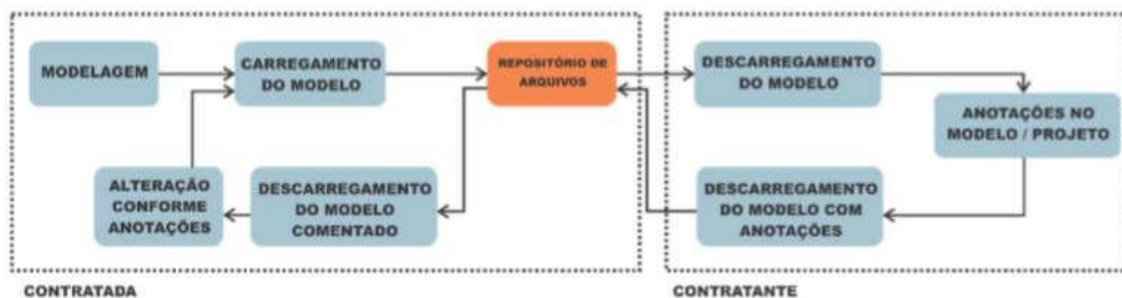 MODELAGEM
CARREGAMENTO
DO MODELO
REPOSITÓRIO DE
ARQUIVOS
DESCARREGAMENTO
DO MODELO
ANOTAÇÕES NO
MODELO / PROJETO
ALTERAÇÃO
CONFORME
ANOTAÇÕES
DESCARREGAMENTO
DO MODELO
COMENTADO
DESCARREGAMENTO
DO MODELO COM
ANOTAÇÕES
CONTRATADA
CONTRATANTE